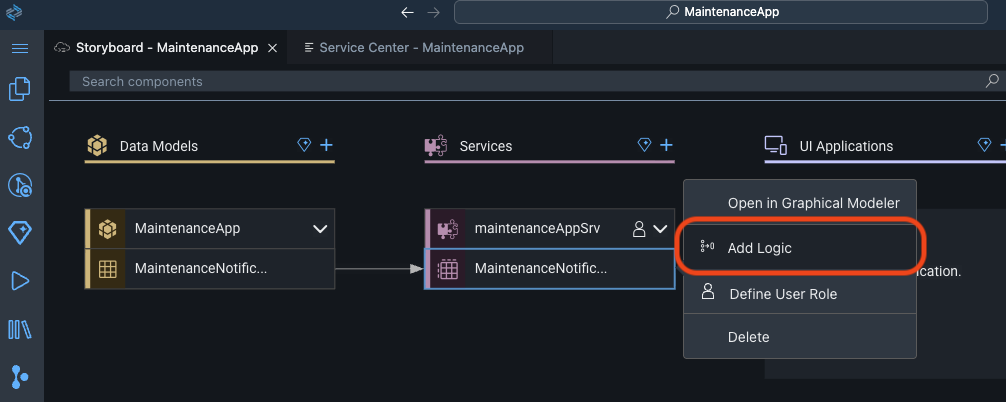 MaintenanceApp
Storyboard - MaintenanceApp
Service Center - MaintenanceApp
Search components
Data Models
Services
UI Applications
Open in Graphical Modeler
MaintenanceApp
maintenanceAppSrv
Add Logic
MaintenanceNotific...
MaintenanceNotific...
ication.
Define User Role
Delete